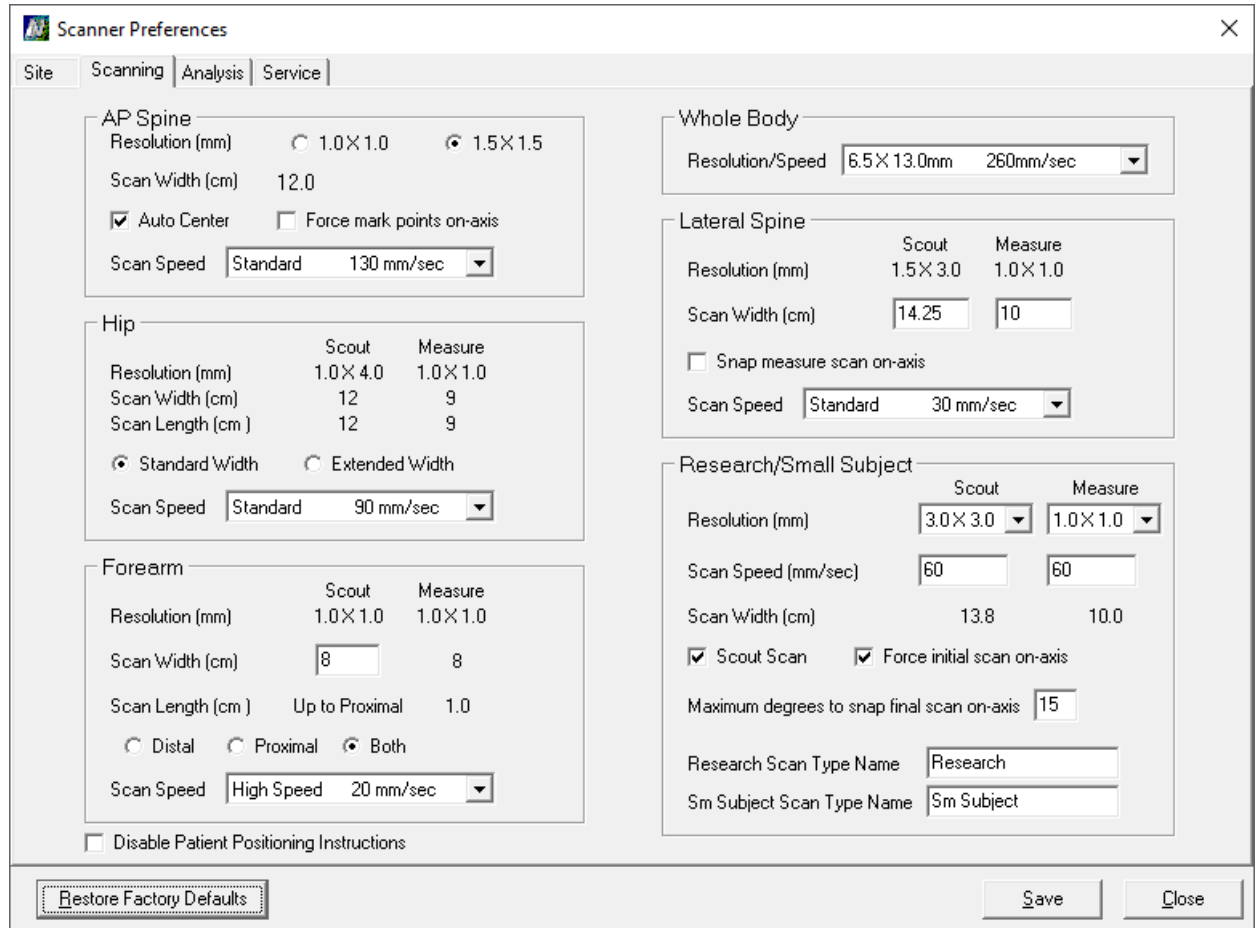 Scanner Preferences
Site Scanning Analysis Service
AP Spine
Resolution (mm) 1.0 X 1.0 1.5 X 1.5
Scan Width (cm) 12.0
Auto Center Force mark points on-axis
Scan Speed Standard 130 mm/sec
Hip
Scout Measure
Resolution (mm) 1.0 X 4.0 1.0 X 1.0
Scan Width (cm) 12 9
Scan Length (cm ) 12 9
Standard Width Extended Width
Scan Speed Standard 90 mm/sec
Forearm
Scout Measure
Resolution (mm) 1.0 X 1.0 1.0 X 1.0
Scan Width (cm) 8 8
Scan Length (cm ) Up to Proximal 1.0
Distal Proximal Both
Scan Speed High Speed 20 mm/sec
Disable Patient Positioning Instructions
Whole Body
Resolution/Speed 6.5 X 13.0mm 260mm/sec
Lateral Spine
Scout Measure
Resolution (mm) 1.5 X 3.0 1.0 X 1.0
Scan Width (cm) 14.25 10
Snap measure scan on-axis
Scan Speed Standard 30 mm/sec
Research/Small Subject
Scout Measure
Resolution (mm) 3.0 X 3.0 1.0 X 1.0
Scan Speed (mm/sec) 60 60
Scan Width (cm) 13.8 10.0
Scout Scan Force initial scan on-axis
Maximum degrees to snap final scan on-axis 15
Research Scan Type Name Research
Sm Subject Scan Type Name Sm Subject
Restore Factory Defaults Save Close